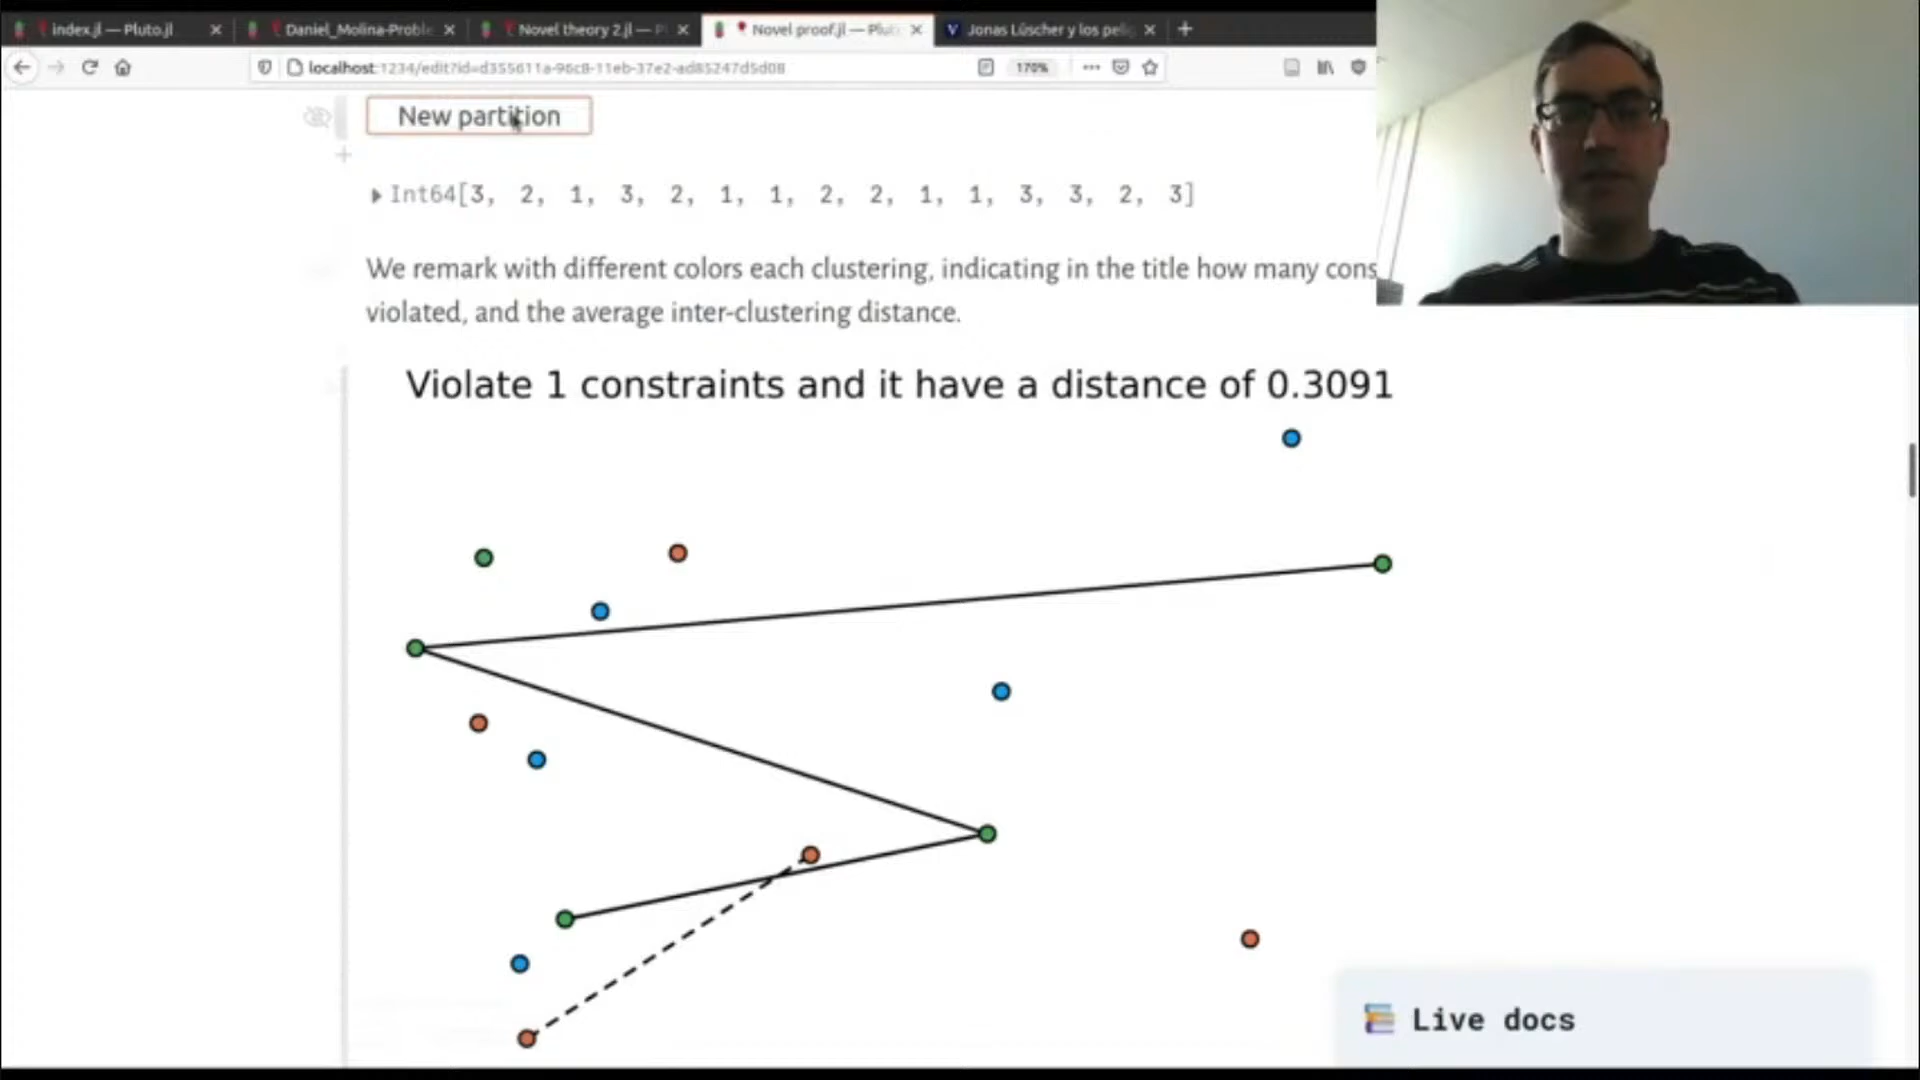 index.jl — Pluto.jl
Daniel_Molina-Proble
Novel theory 2.jl — Pl
Novel proof.jl — Pluto
Jonas Lüscher y los pelig
localhost:1234/edit?id=d355611a-96c8-11eb-37e2-ad85247d5d08
170%
New partition
Int64[3, 2, 1, 3, 2, 1, 1, 2, 2, 1, 1, 3, 3, 2, 3]
We remark with different colors each clustering, indicating in the title how many cons
violated, and the average inter-clustering distance.
Violate 1 constraints and it have a distance of 0.3091
Live docs